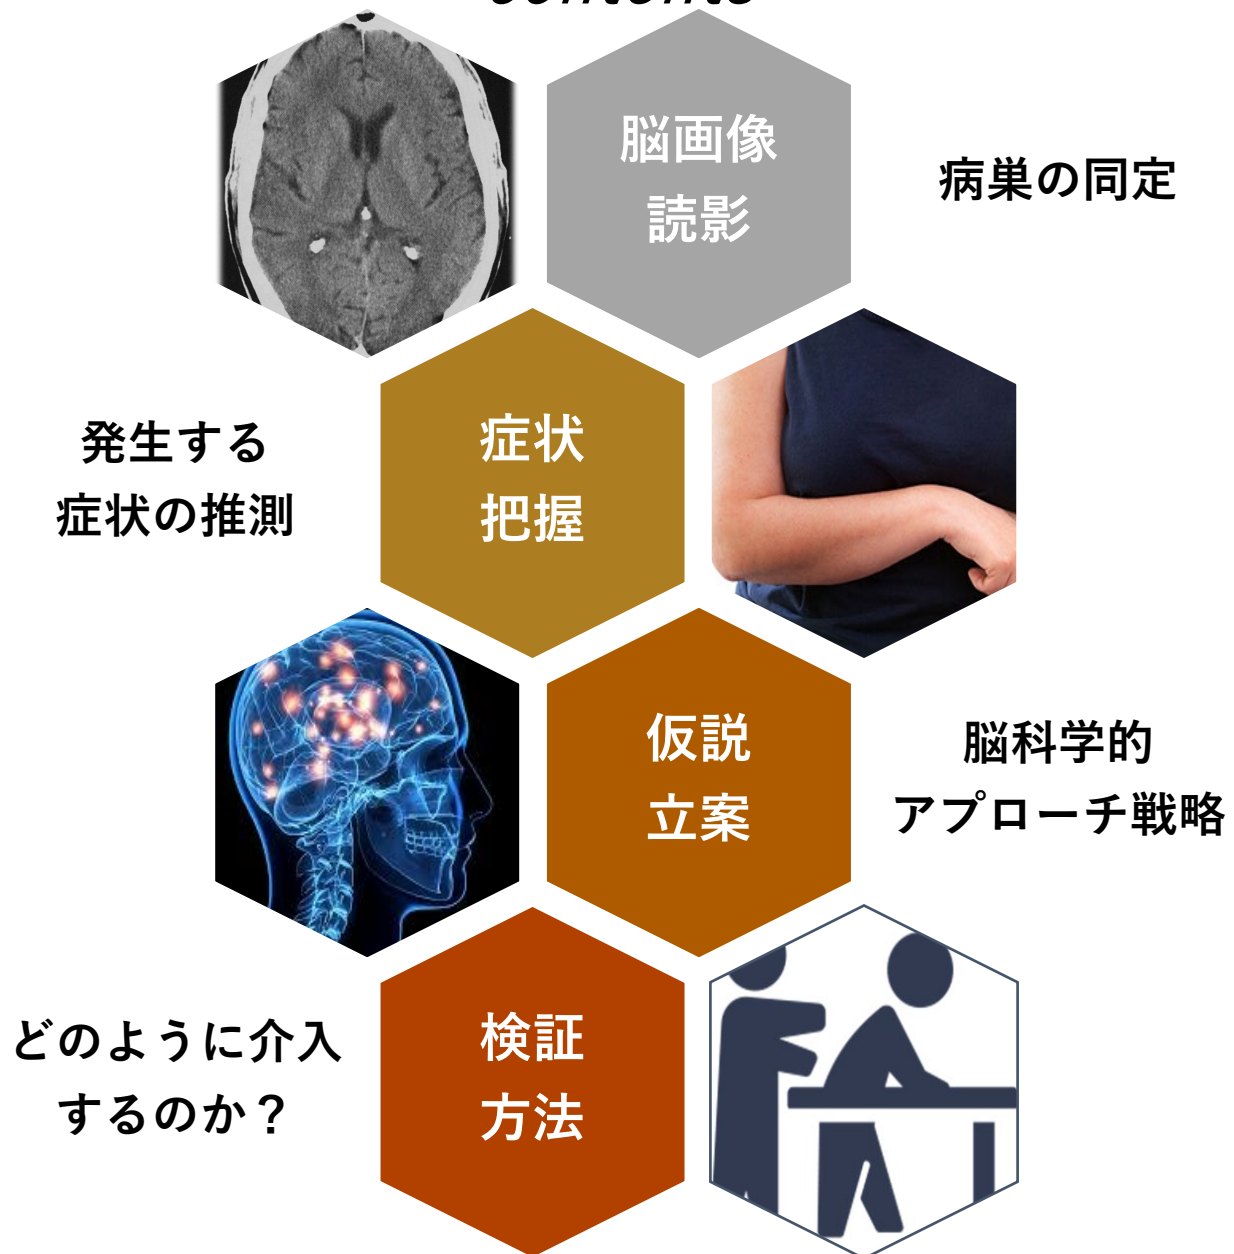 contents
脳画像
読影
病巣の同定
発生する
症状の推測
症状
把握
仮説
立案
脳科学的
アプローチ戦略
どのように介入
するのか？
検証
方法